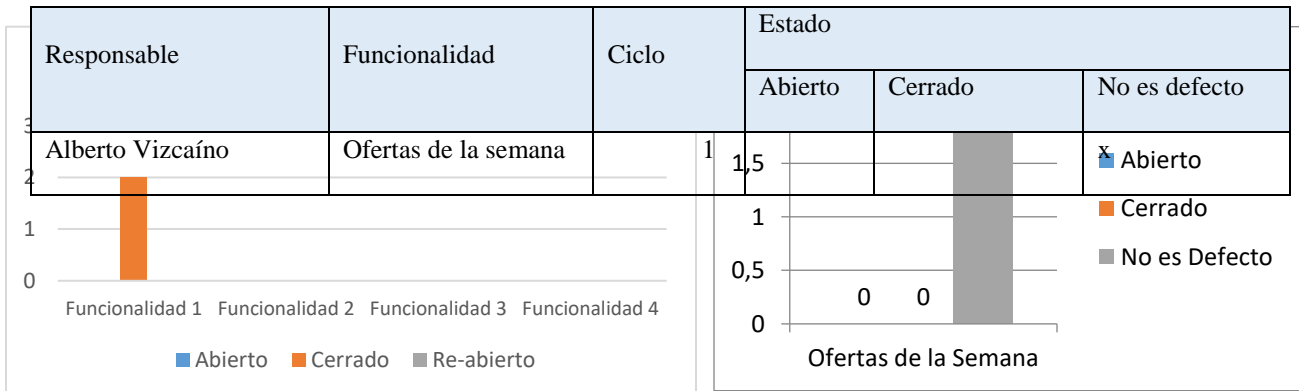 Responsable Funcionalidad Ciclo Estado
Abierto Cerrado No es defecto
Alberto Vizcaíno Ofertas de la semana 1 x
3
2
1
0
Funcionalidad 1 Funcionalidad 2 Funcionalidad 3 Funcionalidad 4
Abierto Cerrado Re-abierto
1,5
1
0,5
0
0 0
Ofertas de la Semana
Abierto
Cerrado
No es Defecto